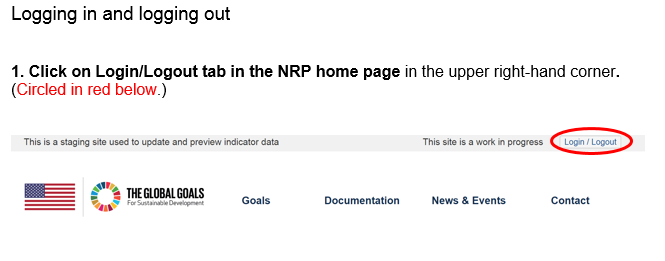 Logging in and logging out
1. Click on Login/Logout tab in the NRP home page in the upper right-hand corner.
(Circled in red below.)
This is a staging site used to update and preview indicator data This site is a work in progress Login / Logout
THE GLOBAL GOALS
For Sustainable Development
Goals Documentation News & Events Contact